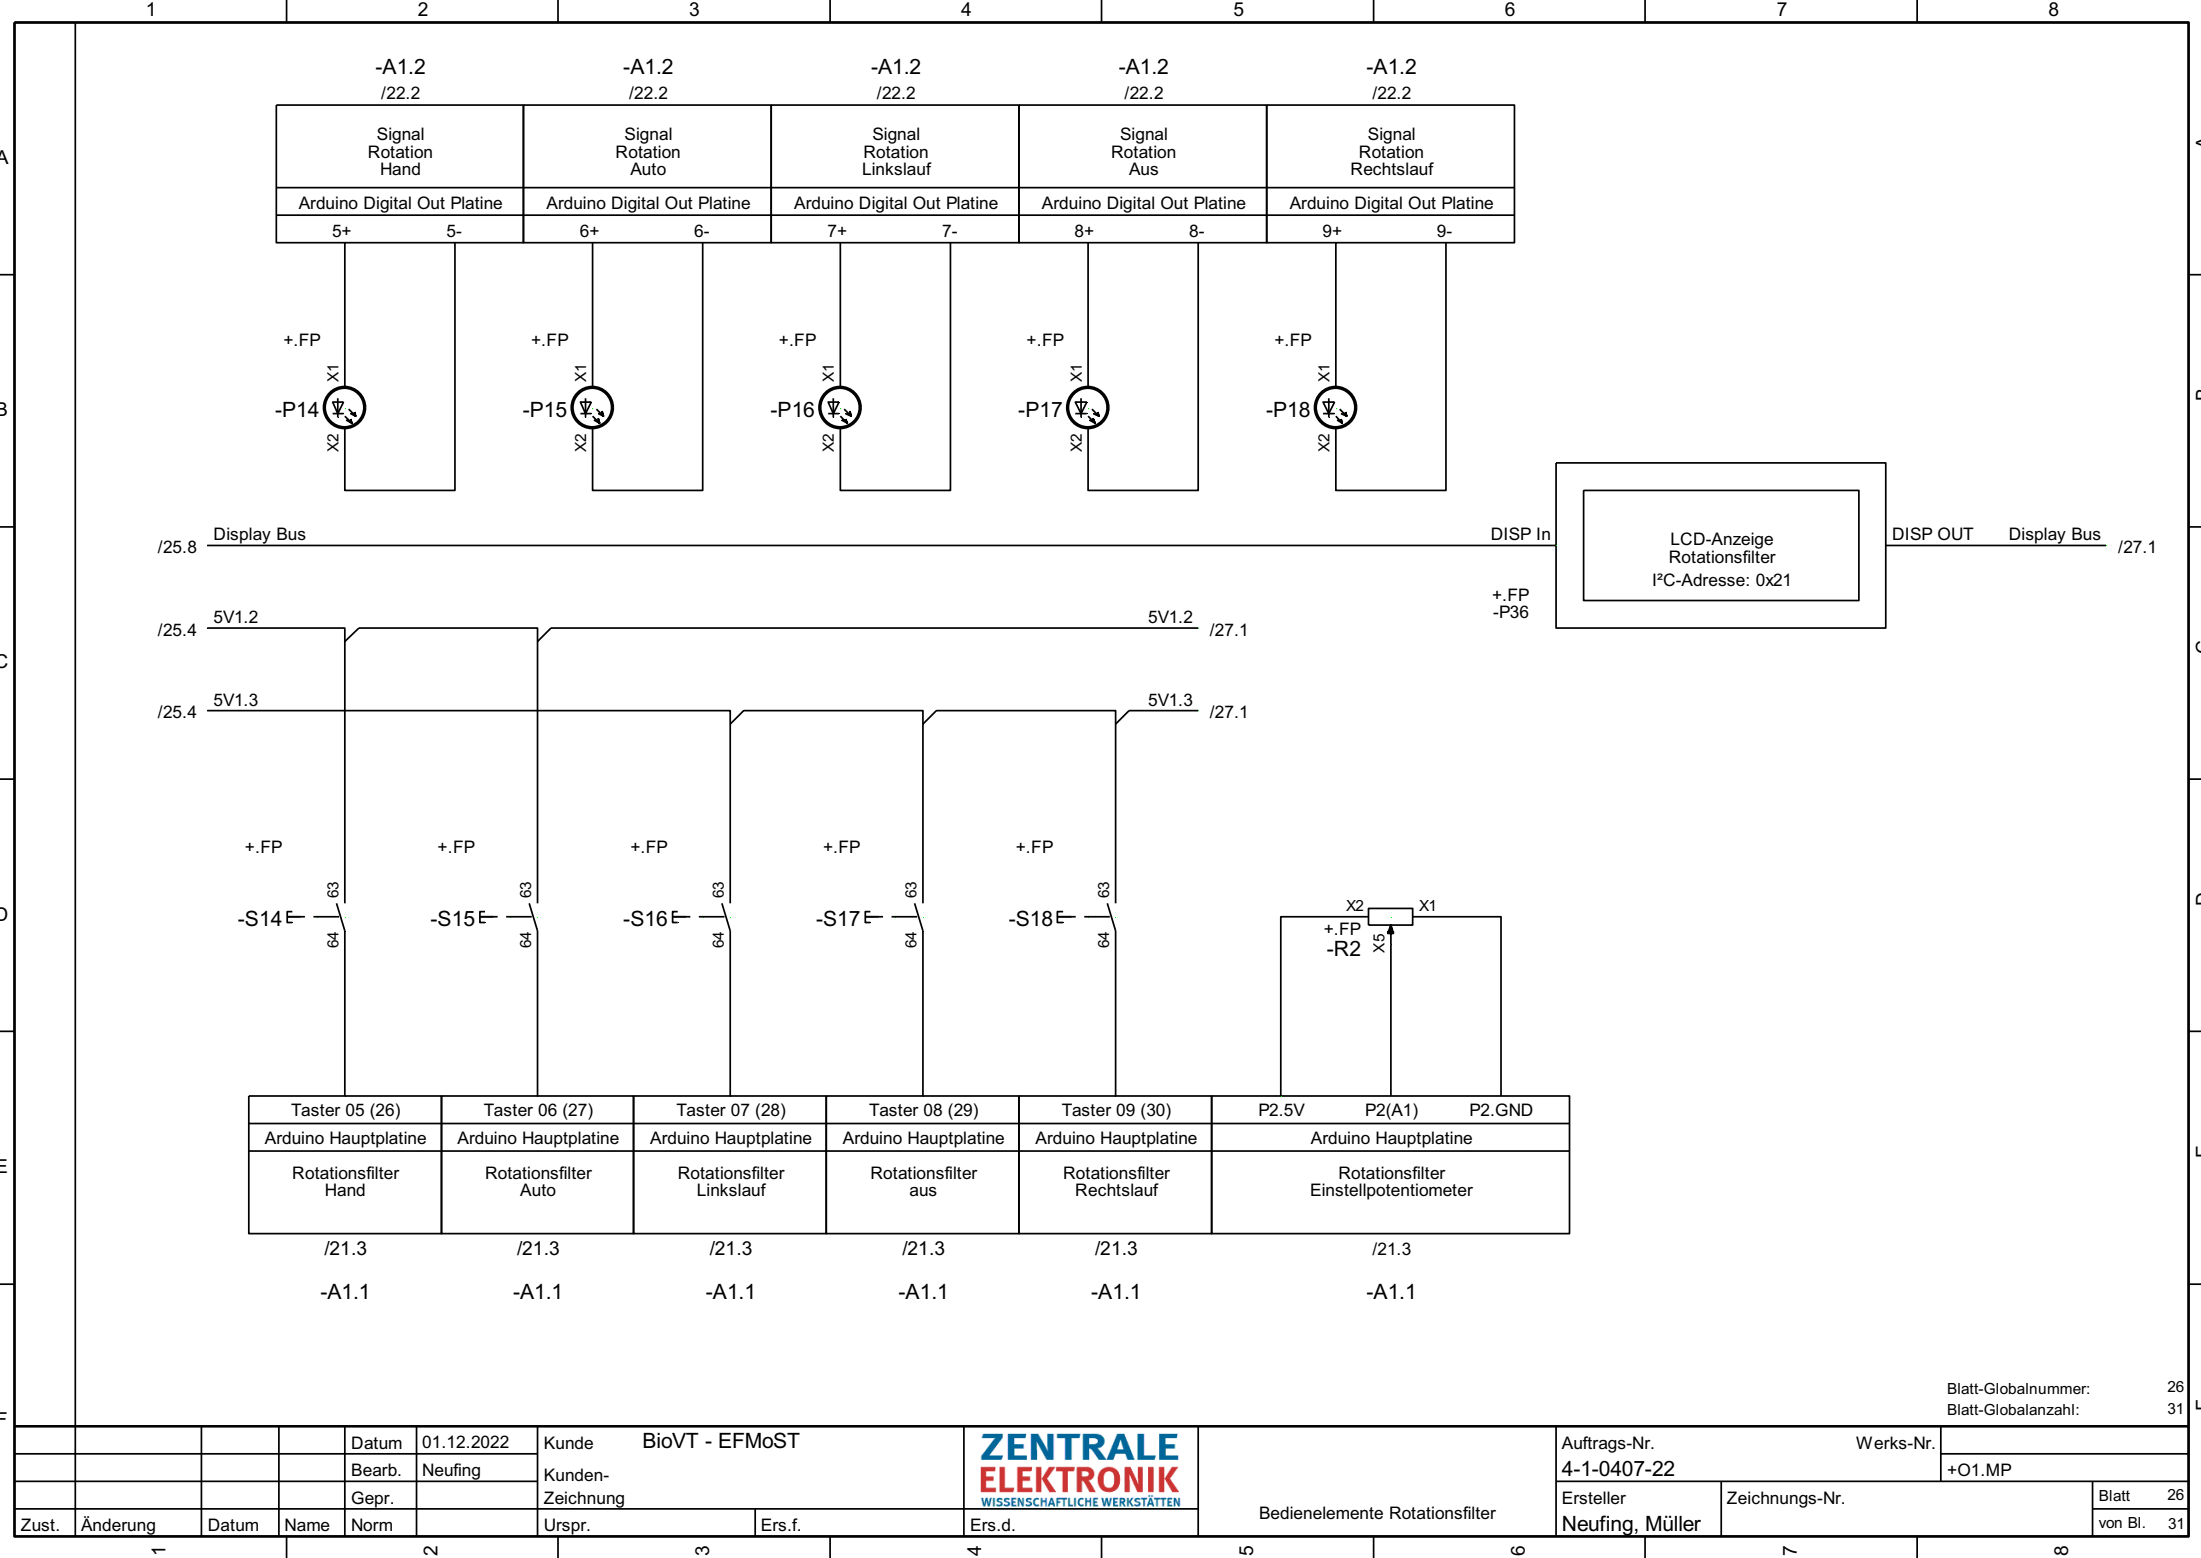 1 2 3 4 5 6 7 8
-A1.2 -A1.2 -A1.2 -A1.2 -A1.2
/22.2 /22.2 /22.2 /22.2 /22.2
Signal Signal Signal Signal Signal
Rotation Rotation Rotation Rotation Rotation
Hand Auto Linkslauf Aus Rechtslauf
A A
Arduino Digital Out Platine Arduino Digital Out Platine Arduino Digital Out Platine Arduino Digital Out Platine Arduino Digital Out Platine
5+ 5- 6+ 6- 7+ 7- 8+ 8- 9+ 9-
+.FP +.FP +.FP +.FP +.FP
X1 X1 X1 X1 X1
B -P14 -P15 -P16 -P17 -P18 B
X2 X2 X2 X2 X2
/25.8 Display Bus DISP In LCD-Anzeige DISP OUT Display Bus /27.1
Rotationsfilter
I²C-Adresse: 0x21
+.FP
-P36
/25.4 5V1.2 5V1.2 /27.1
C C
/25.4 5V1.3 5V1.3 /27.1
+.FP +.FP +.FP +.FP +.FP
63 63 63 63 63
D -S14 -S15 -S16 -S17 -S18 X2 X1 D
64 64 64 64 64 +.FP
-R2 X5
Taster 05 (26) Taster 06 (27) Taster 07 (28) Taster 08 (29) Taster 09 (30) P2.5V P2(A1) P2.GND
Arduino Hauptplatine Arduino Hauptplatine Arduino Hauptplatine Arduino Hauptplatine Arduino Hauptplatine Arduino Hauptplatine
E E
Rotationsfilter Rotationsfilter Rotationsfilter Rotationsfilter Rotationsfilter Rotationsfilter
Hand Auto Linkslauf aus Rechtslauf Einstellpotentiometer
/21.3 /21.3 /21.3 /21.3 /21.3 /21.3
-A1.1 -A1.1 -A1.1 -A1.1 -A1.1 -A1.1
Blatt-Globalnummer: 26
Blatt-Globalanzahl: 31
F F
Datum 01.12.2022
Bearb. Neufing
Gepr.
Zust. Änderung Datum Name Norm
Kunde BioVT - EFMoST
Kunden-
Zeichnung
Urspr. Ers.f. Ers.d.
ZENTRALE
ELEKTRONIK
WISSENSCHAFTLICHE WERKSTÄTTEN
Bedienelemente Rotationsfilter
Auftrags-Nr. Werks-Nr.
4-1-0407-22 +O1.MP
Ersteller Zeichnungs-Nr. Blatt 26
Neufing, Müller von Bl. 31
1 2 3 4 5 6 7 8